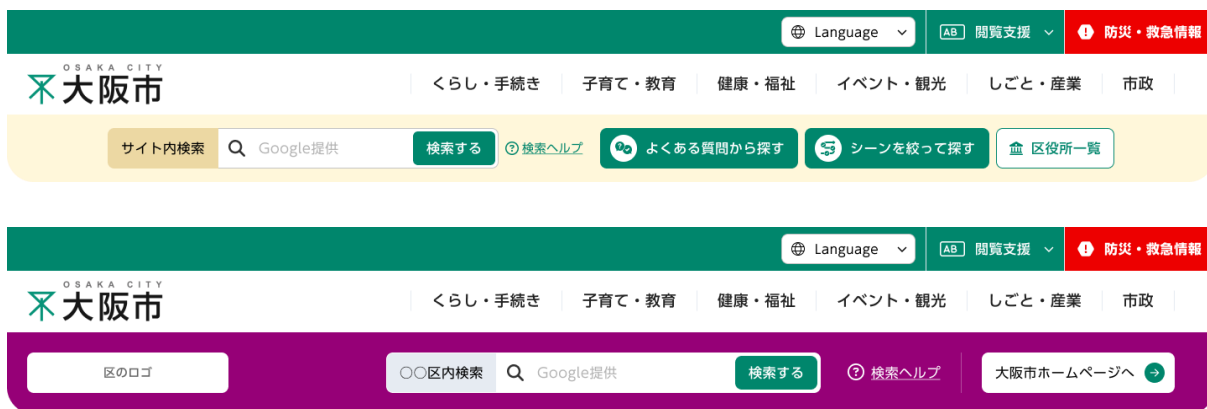 Language AB 閲覧支援 防災・救急情報
OSAKA CITY
大阪市 くらし・手続き 子育て・教育 健康・福祉 イベント・観光 しごと・産業 市政
サイト内検索 Google提供 検索する ?検索ヘルプ よくある質問から探す シーンを絞って探す 区役所一覧
Language AB 閲覧支援 防災・救急情報
OSAKA CITY
大阪市 くらし・手続き 子育て・教育 健康・福祉 イベント・観光 しごと・産業 市政
区のロゴ 〇〇区内検索 Google提供 検索する ?検索ヘルプ 大阪市ホームページへ